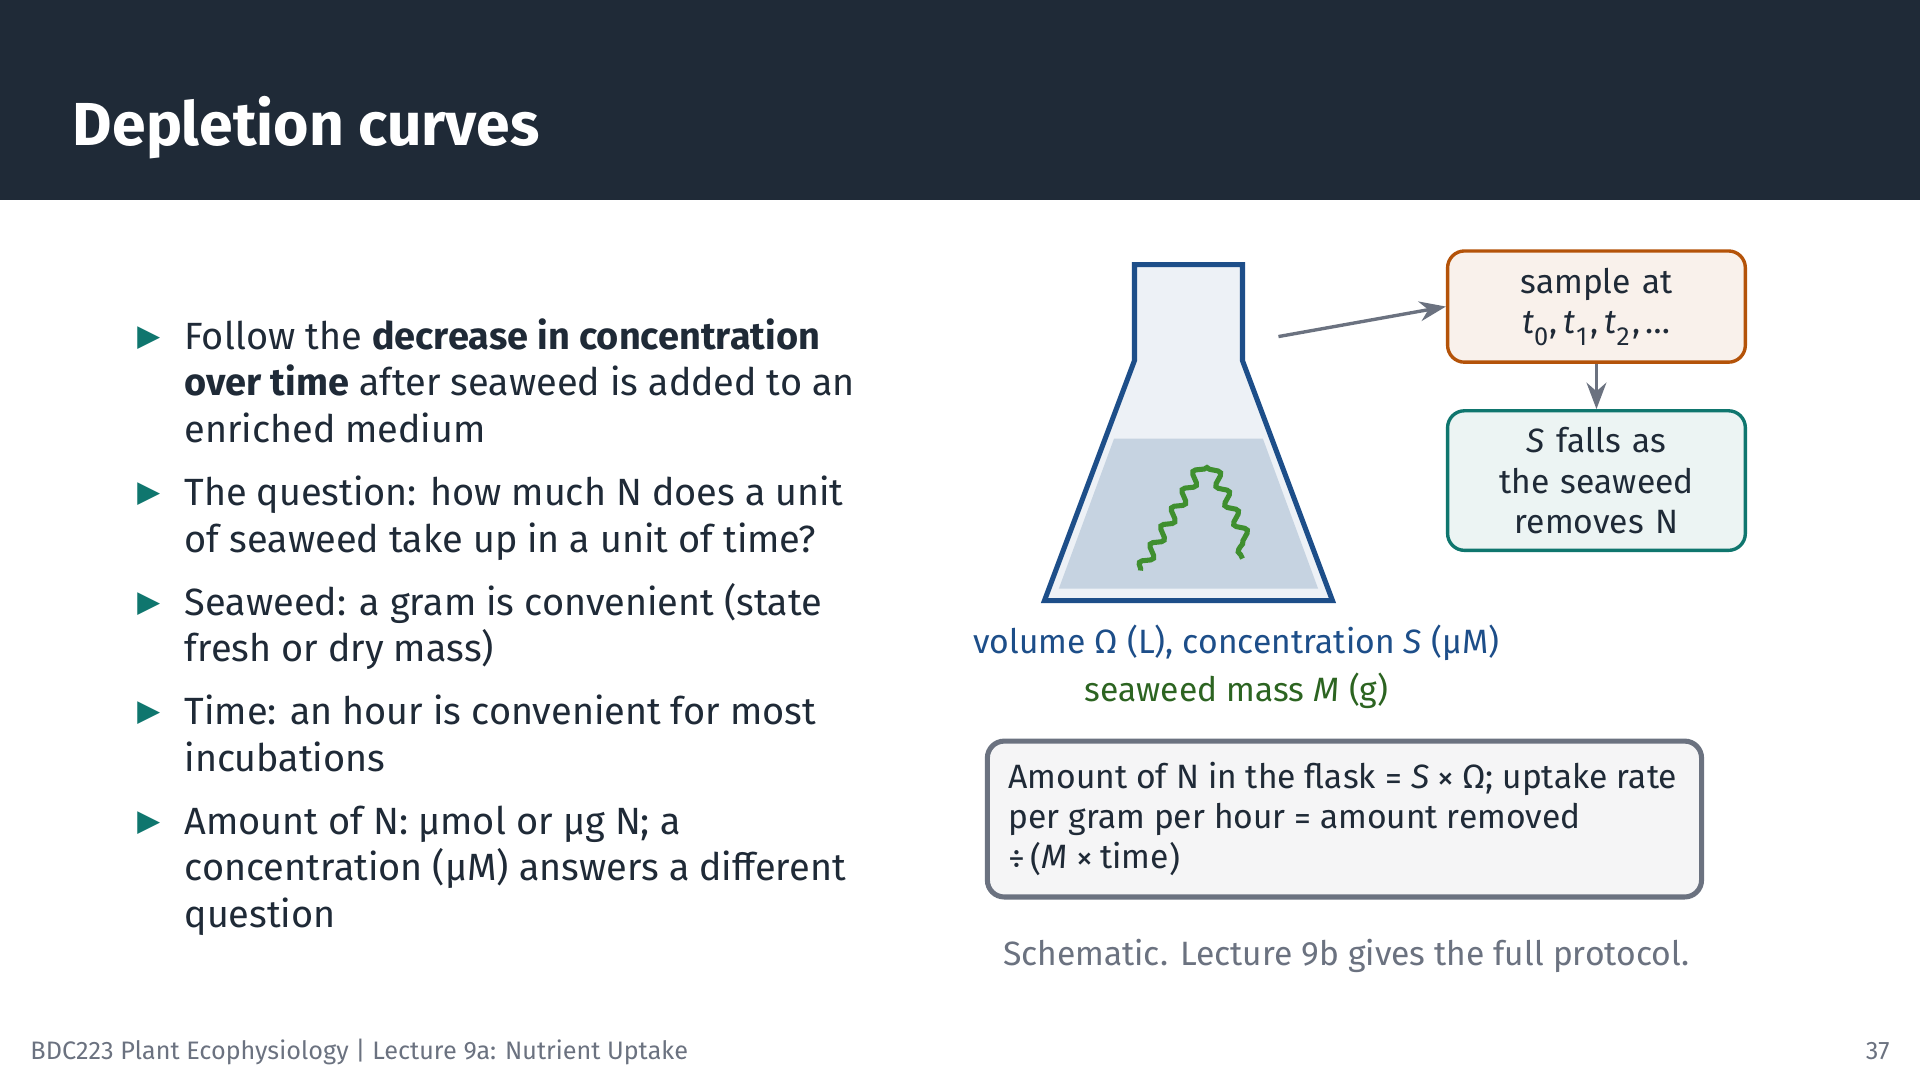 Depletion curves
► Follow the decrease in concentration
over time after seaweed is added to an
enriched medium
► The question: how much N does a unit
of seaweed take up in a unit of time?
► Seaweed: a gram is convenient (state
fresh or dry mass)
► Time: an hour is convenient for most
incubations
► Amount of N: µmol or µg N; a
concentration (µM) answers a different
question
sample at
t₀, t₁, t₂, …
S falls as
the seaweed
removes N
volume Ω (L), concentration S (µM)
seaweed mass M (g)
Amount of N in the flask = S × Ω; uptake rate
per gram per hour = amount removed
÷ (M × time)
Schematic. Lecture 9b gives the full protocol.
BDC223 Plant Ecophysiology | Lecture 9a: Nutrient Uptake
37